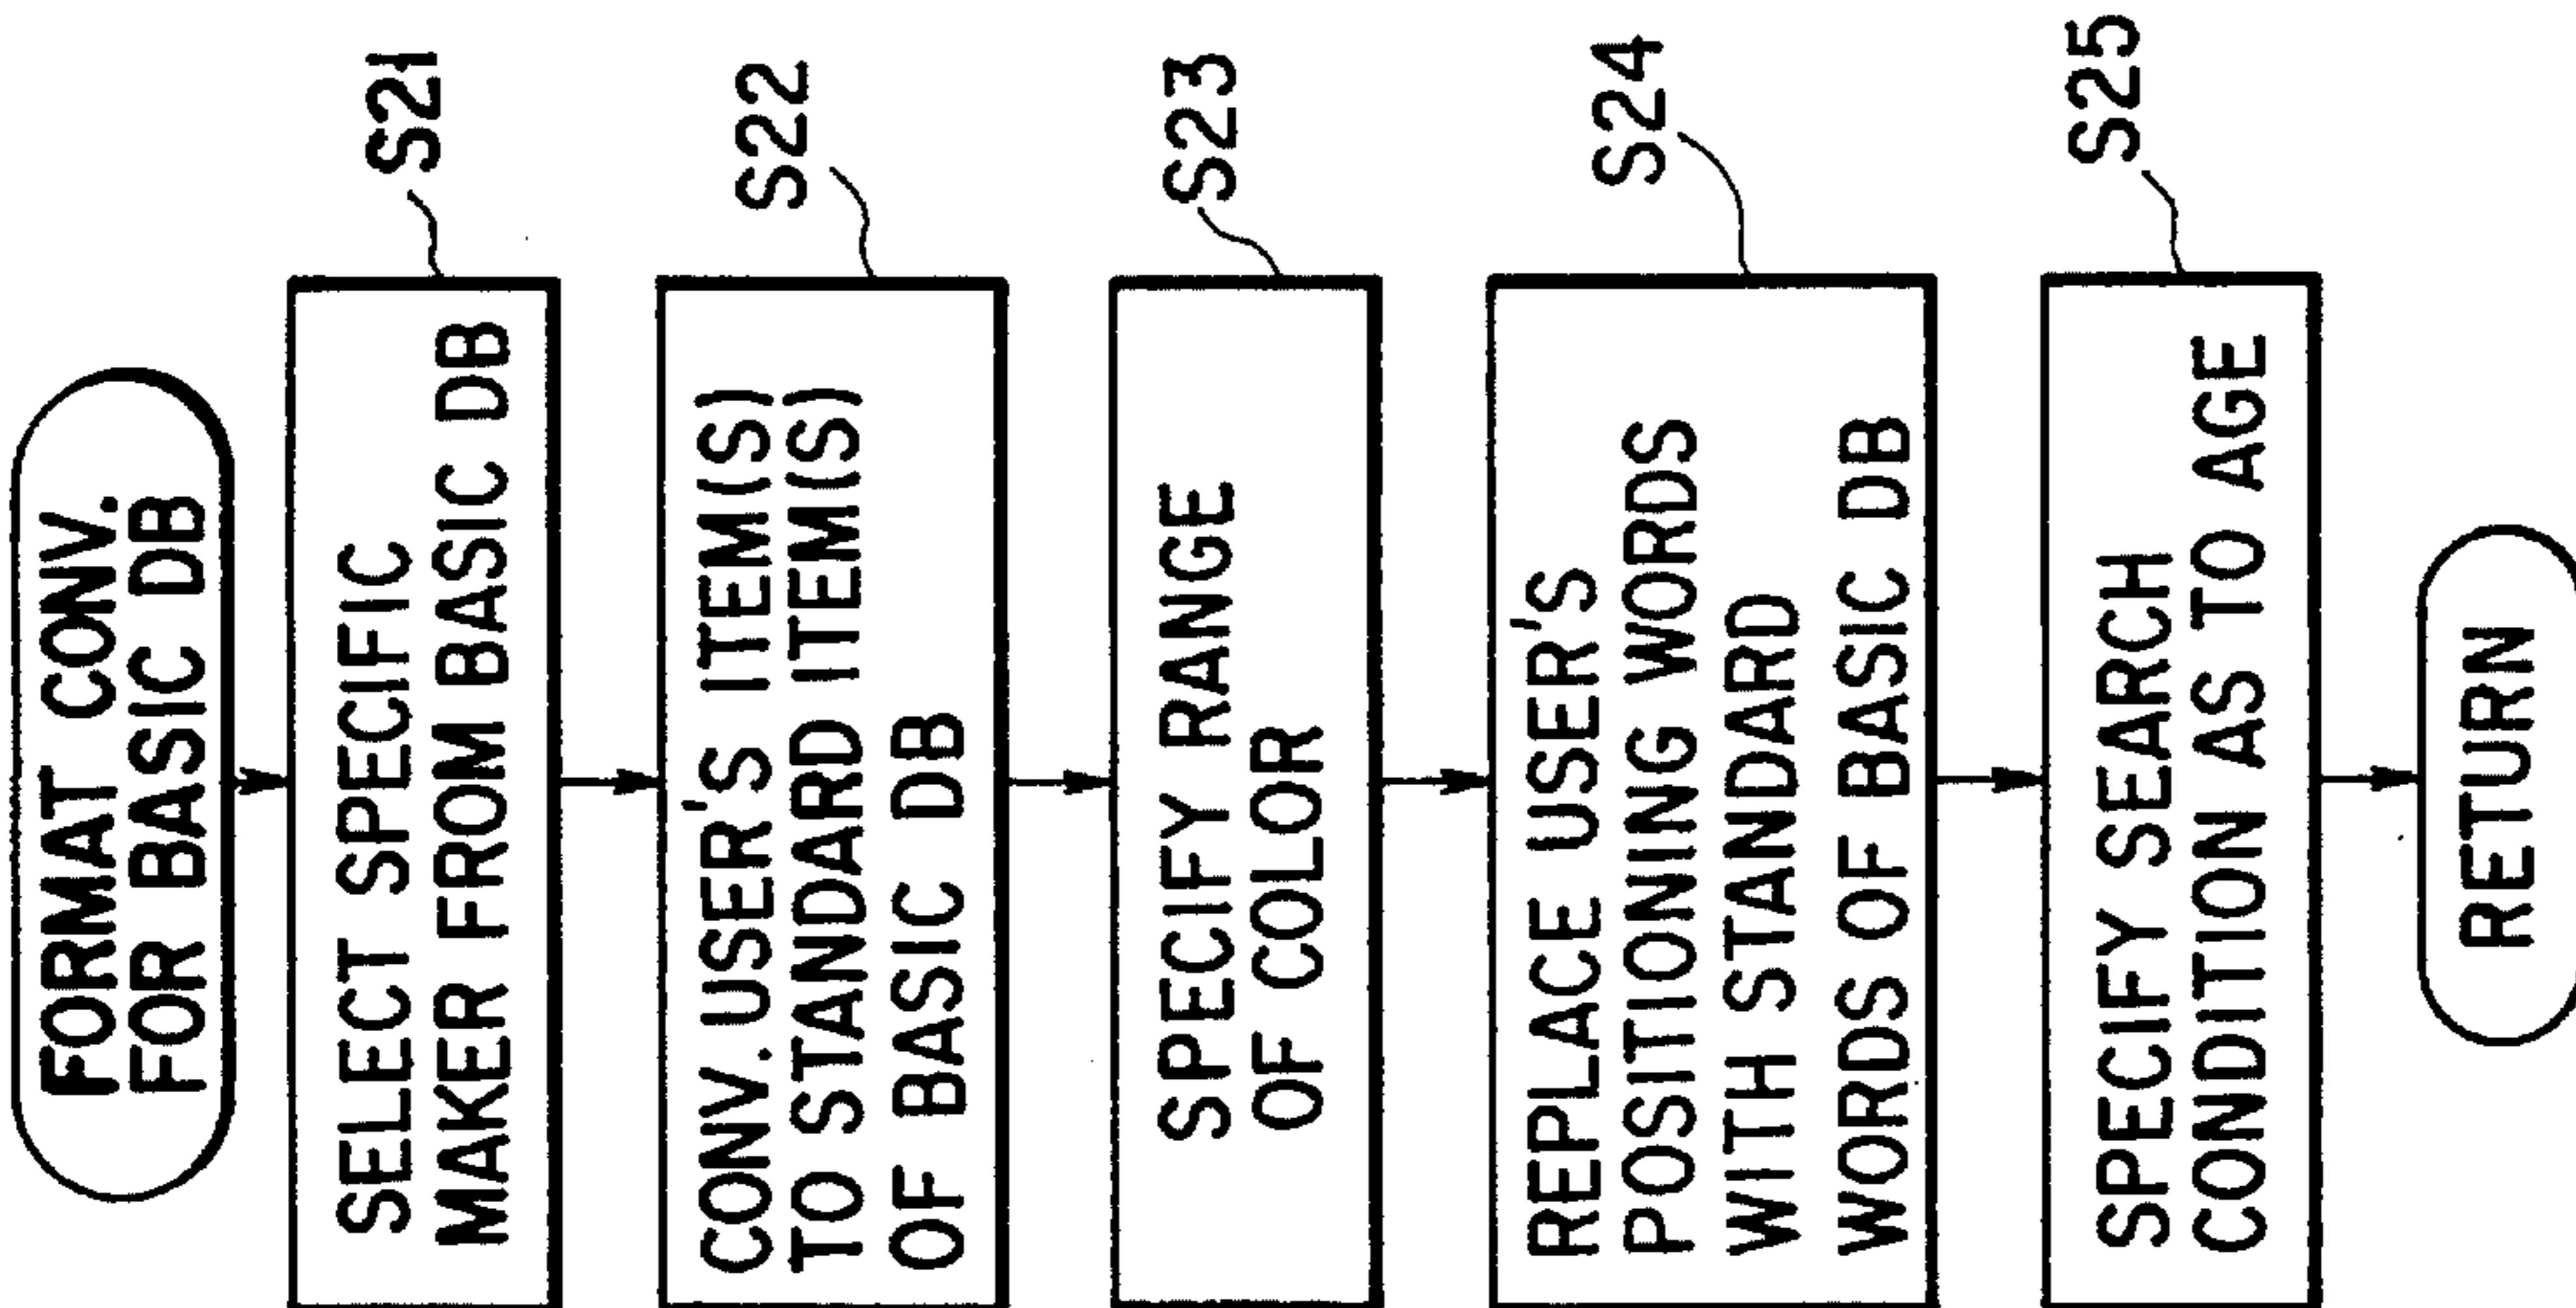 FORMAT CONV.
FOR BASIC DB
SELECT SPECIFIC
MAKER FROM BASIC DB
S21
CONV. USER'S ITEM(S)
TO STANDARD ITEM(S)
OF BASIC DB
S22
SPECIFY RANGE
OF COLOR
S23
REPLACE USER'S
POSITIONING WORDS
WITH STANDARD
WORDS OF BASIC DB
S24
SPECIFY SEARCH
CONDITION AS TO AGE
S25
RETURN